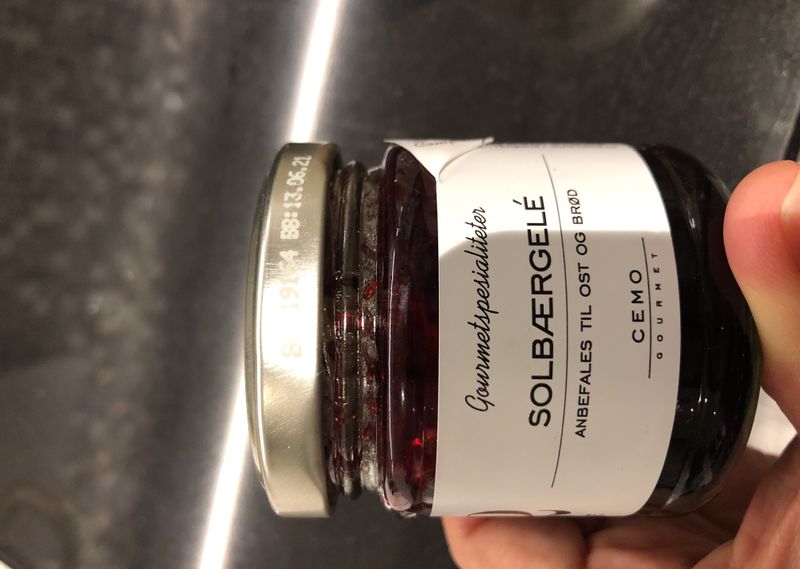 BB:13.06.21
Gourmetspesialiteter
SOLBÆRGELÉ
ANBEFALES TIL OST OG BRØD
CEMO
GOURMET